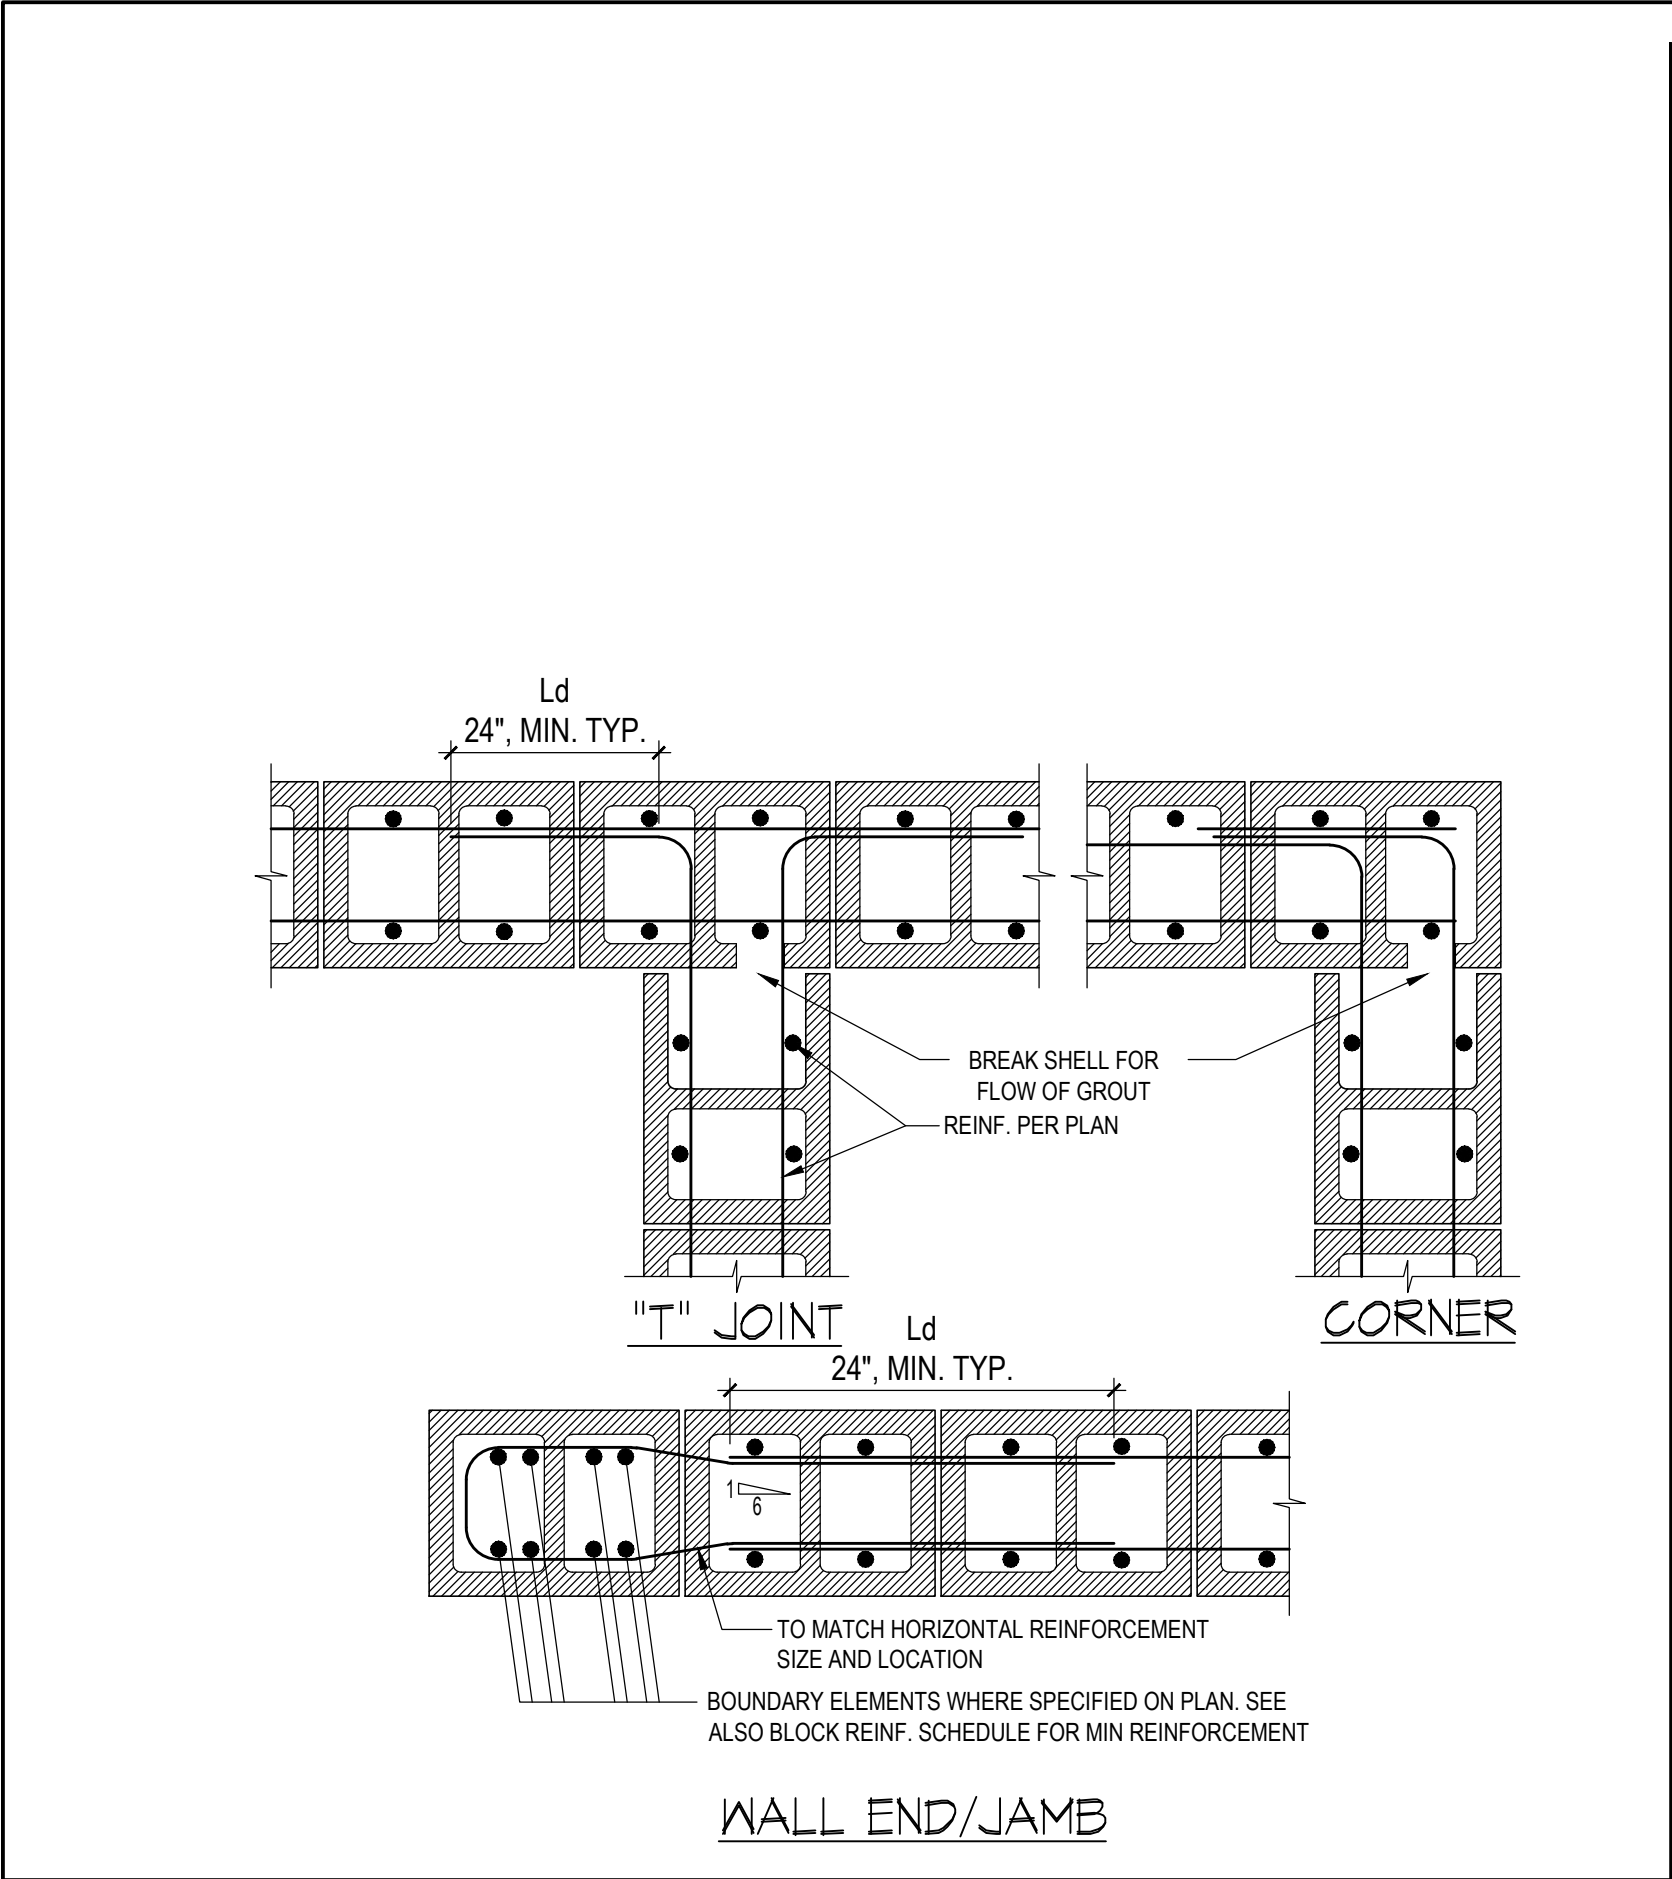 Ld
24", MIN. TYP.
BREAK SHELL FOR
FLOW OF GROUT
REINF. PER PLAN
"T" JOINT
CORNER
Ld
24", MIN. TYP.
1
6
TO MATCH HORIZONTAL REINFORCEMENT
SIZE AND LOCATION
BOUNDARY ELEMENTS WHERE SPECIFIED ON PLAN. SEE
ALSO BLOCK REINF. SCHEDULE FOR MIN REINFORCEMENT
WALL END/JAMB